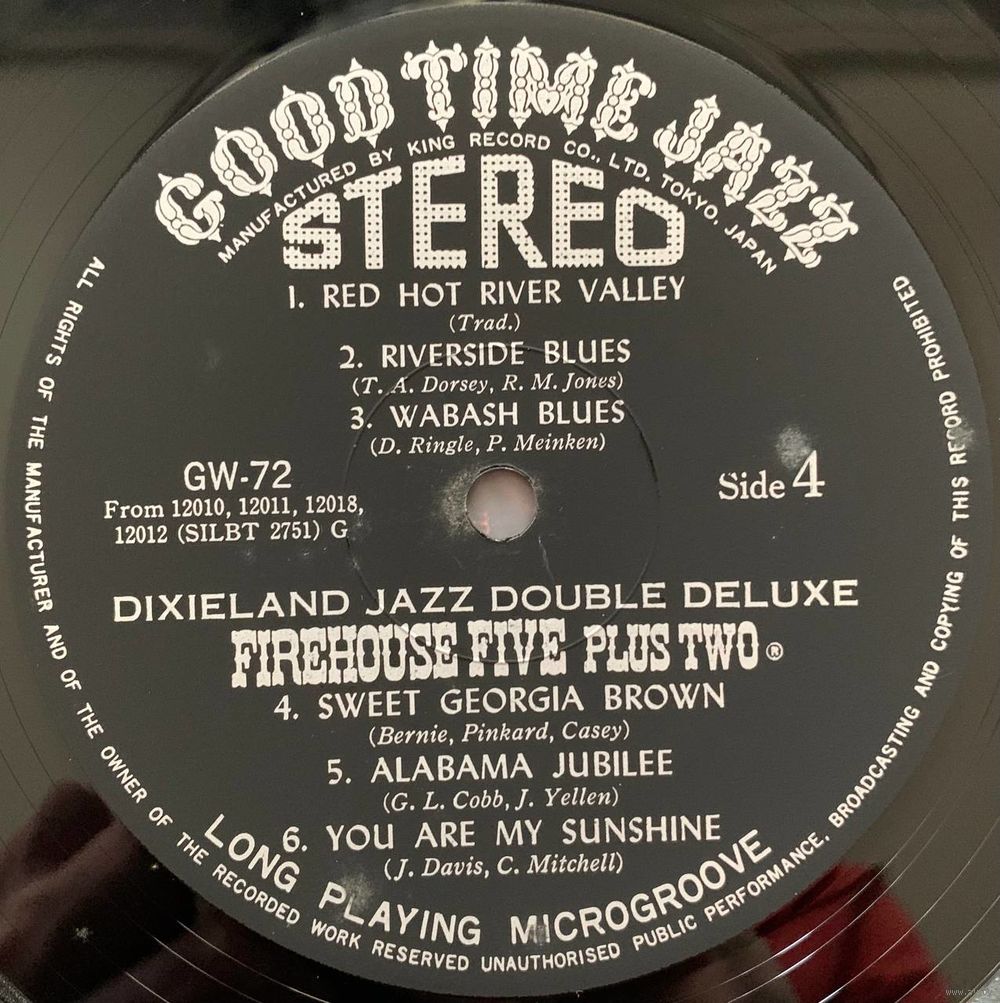 GOOD TIME JAZZ
MANUFACTURED BY KING RECORD CO., LTD. TOKYO, JAPAN
STEREO
1. RED HOT RIVER VALLEY
(Trad.)
2. RIVERSIDE BLUES
(T. A. Dorsey, R. M. Jones)
3. WABASH BLUES
(D. Ringle, P. Meinken)
GW-72
From 12010, 12011, 12018,
12012 (SILBT 2751) G
Side 4
DIXIELAND JAZZ DOUBLE DELUXE
FIREHOUSE FIVE PLUS TWO ®
4. SWEET GEORGIA BROWN
(Bernie, Pinkard, Casey)
5. ALABAMA JUBILEE
(G. L. Cobb, J. Yellen)
6. YOU ARE MY SUNSHINE
(J. Davis, C. Mitchell)
LONG PLAYING MICROGROOVE
ALL RIGHTS OF THE MANUFACTURER AND OF THE OWNER OF THE RECORDED WORK RESERVED UNAUTHORISED PUBLIC PERFORMANCE, BROADCASTING AND COPYING OF THIS RECORD PROHIBITED